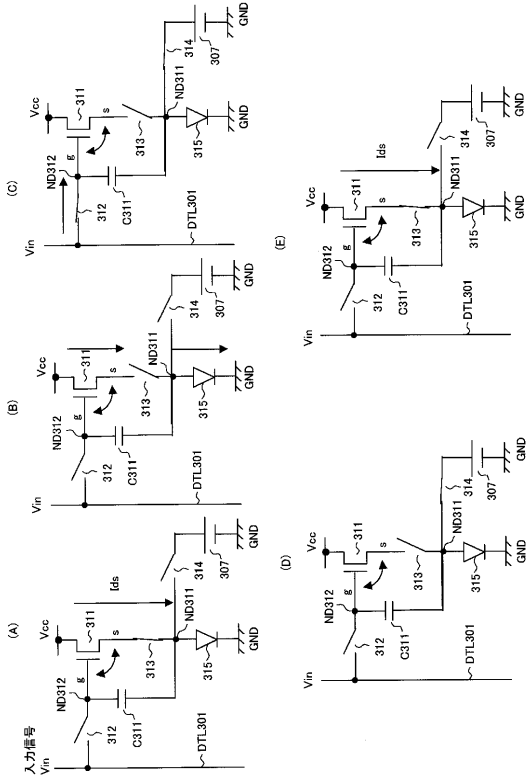 (A)
入力信号
Vin
Vcc
311
g
s
ND312
312
C311
313
Ids
ND311
314
307
315
DTL301
GND
GND
(B)
Vin
Vcc
311
g
s
ND312
312
C311
313
ND311
314
307
315
DTL301
GND
GND
(C)
Vin
Vcc
311
g
s
ND312
312
C311
313
ND311
314
307
315
DTL301
GND
GND
(D)
Vin
Vcc
311
g
s
ND312
312
C311
313
ND311
314
307
315
DTL301
GND
GND
(E)
Vin
Vcc
311
g
s
ND312
312
C311
313
Ids
ND311
314
307
315
DTL301
GND
GND